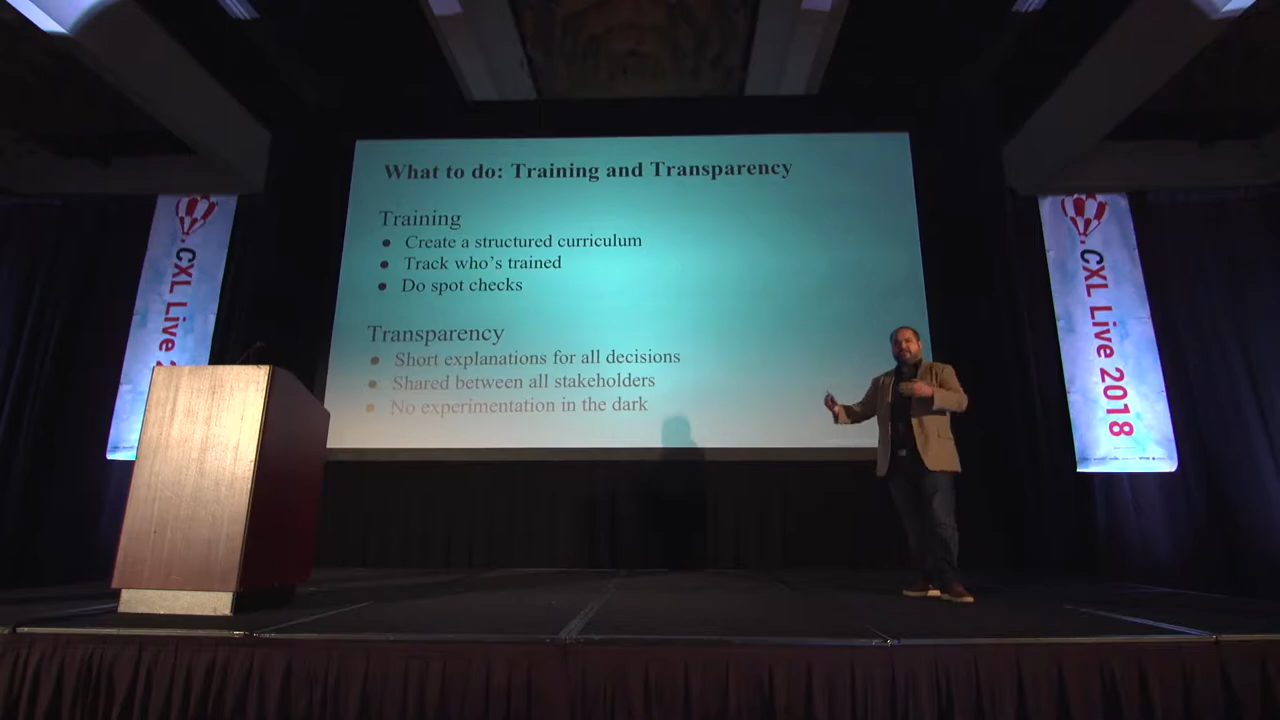 What to do: Training and Transparency
Training
● Create a structured curriculum
● Track who's trained
● Do spot checks
Transparency
● Short explanations for all decisions
● Shared between all stakeholders
● No experimentation in the dark
CXL Live 2
CXL Live 2018